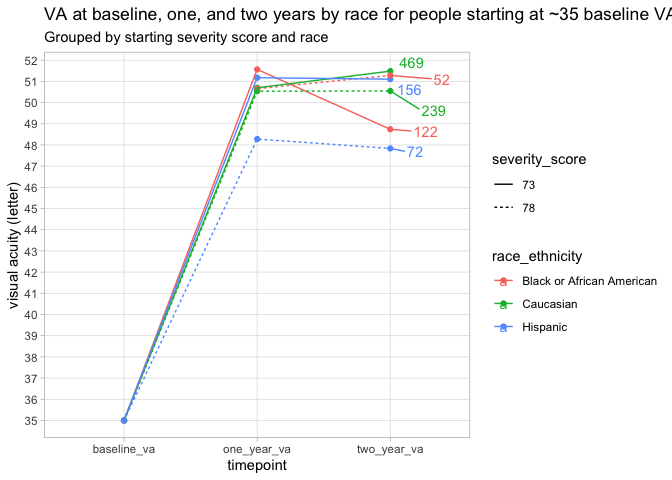 VA at baseline, one, and two years by race for people starting at ~35 baseline VA
Grouped by starting severity score and race
visual acuity (letter)
52
51
50
49
48
47
46
45
44
43
42
41
40
39
38
37
36
35
469
52
156
239
122
72
baseline_va
one_year_va
two_year_va
timepoint
severity_score
73
78
race_ethnicity
a Black or African American
a Caucasian
a Hispanic